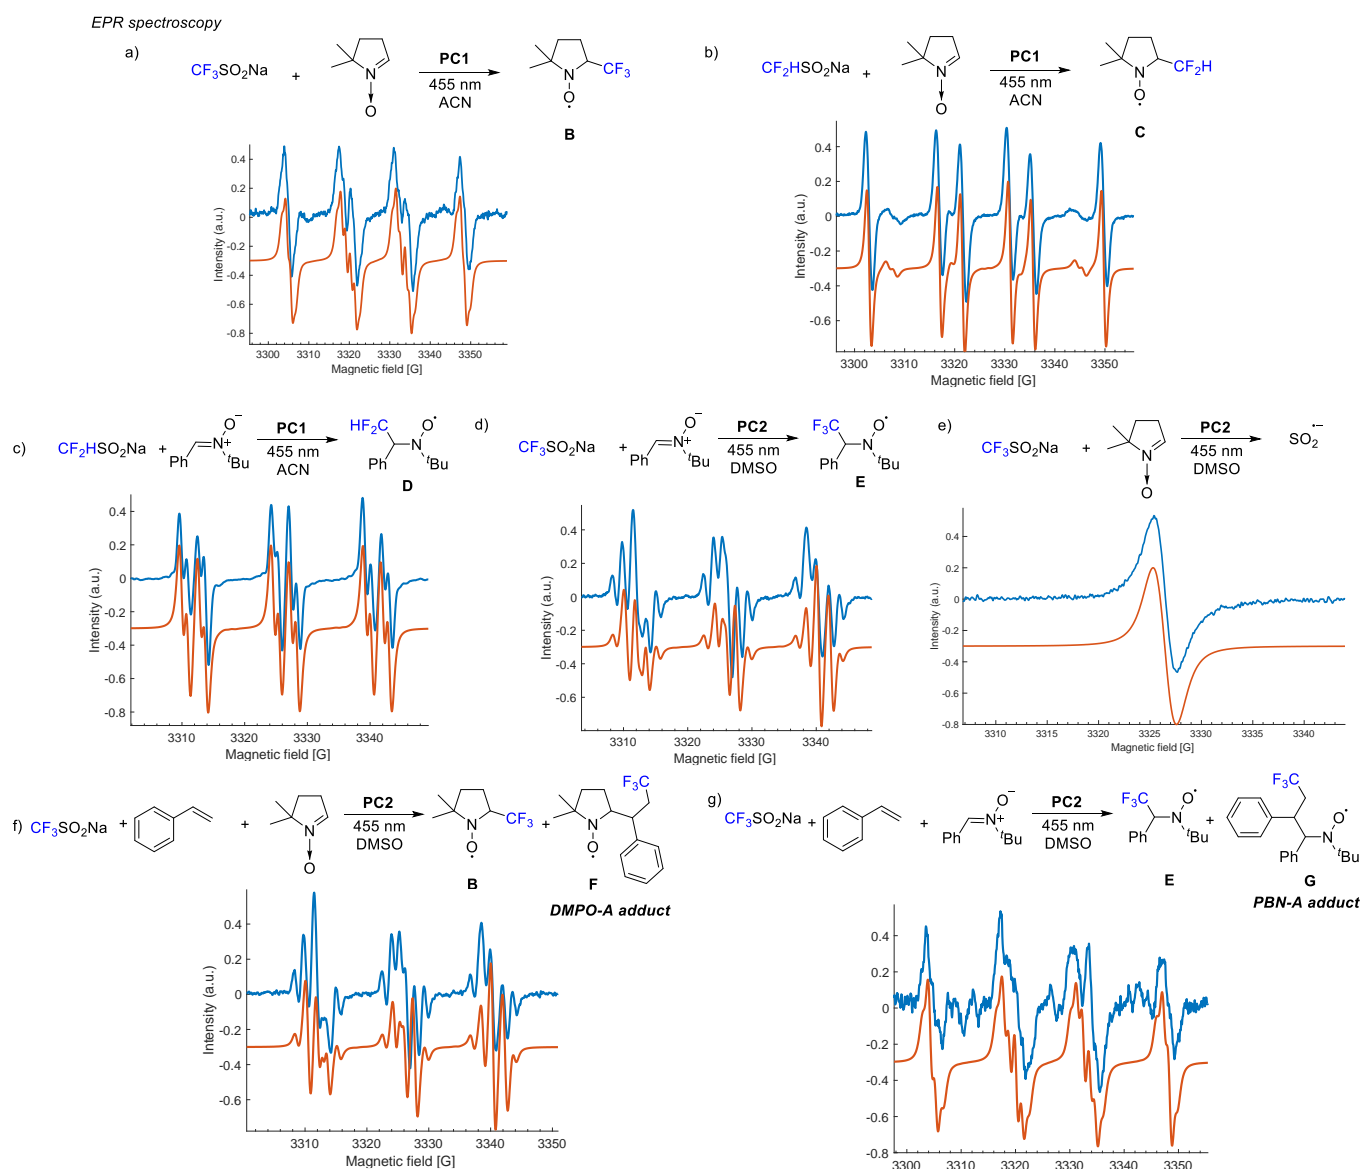 EPR spectroscopy
a)
CF3SO2Na
+
N
O
PC1
455 nm
ACN
N
O
CF3
B
Intensity (a.u.)
0.4
0.2
0
-0.2
-0.4
-0.6
-0.8
3300 3310 3320 3330 3340 3350
Magnetic field [G]
b)
CF2HSO2Na
+
N
O
PC1
455 nm
ACN
N
O
CF2H
C
Intensity (a.u.)
0.4
0.2
0
-0.2
-0.4
-0.6
3300 3310 3320 3330 3340 3350
Magnetic field [G]
c)
CF2HSO2Na
+
Ph
N+
O−
tBu
PC1
455 nm
ACN
HF2C
Ph
N
O•
tBu
D
Intensity (a.u.)
0.4
0.2
0
-0.2
-0.4
-0.6
-0.8
3310 3320 3330 3340
Magnetic field [G]
d)
CF3SO2Na
+
Ph
N+
O−
tBu
PC2
455 nm
DMSO
F3C
Ph
N
O•
tBu
E
Intensity (a.u.)
0.4
0.2
0
-0.2
-0.4
-0.6
3310 3320 3330 3340
Magnetic field [G]
e)
CF3SO2Na
+
N
O
PC2
455 nm
DMSO
SO2•−
Intensity (a.u.)
0.4
0.2
0
-0.2
-0.4
-0.6
-0.8
3310 3315 3320 3325 3330 3335 3340
Magnetic field [G]
f)
CF3SO2Na
+
+
N
O
PC2
455 nm
DMSO
N
O
CF3
B
+
F3C
N
O
F
DMPO-A adduct
Intensity (a.u.)
0.4
0.2
0
-0.2
-0.4
-0.6
3310 3320 3330 3340 3350
Magnetic field [G]
g)
CF3SO2Na
+
+
Ph
N+
O−
tBu
PC2
455 nm
DMSO
F3C
Ph
N
O•
tBu
E
+
F3C
Ph
N
O•
tBu
G
PBN-A adduct
0.4
0.2
0
-0.2
-0.4
-0.6
-0.8
3300 3310 3320 3330 3340 3350